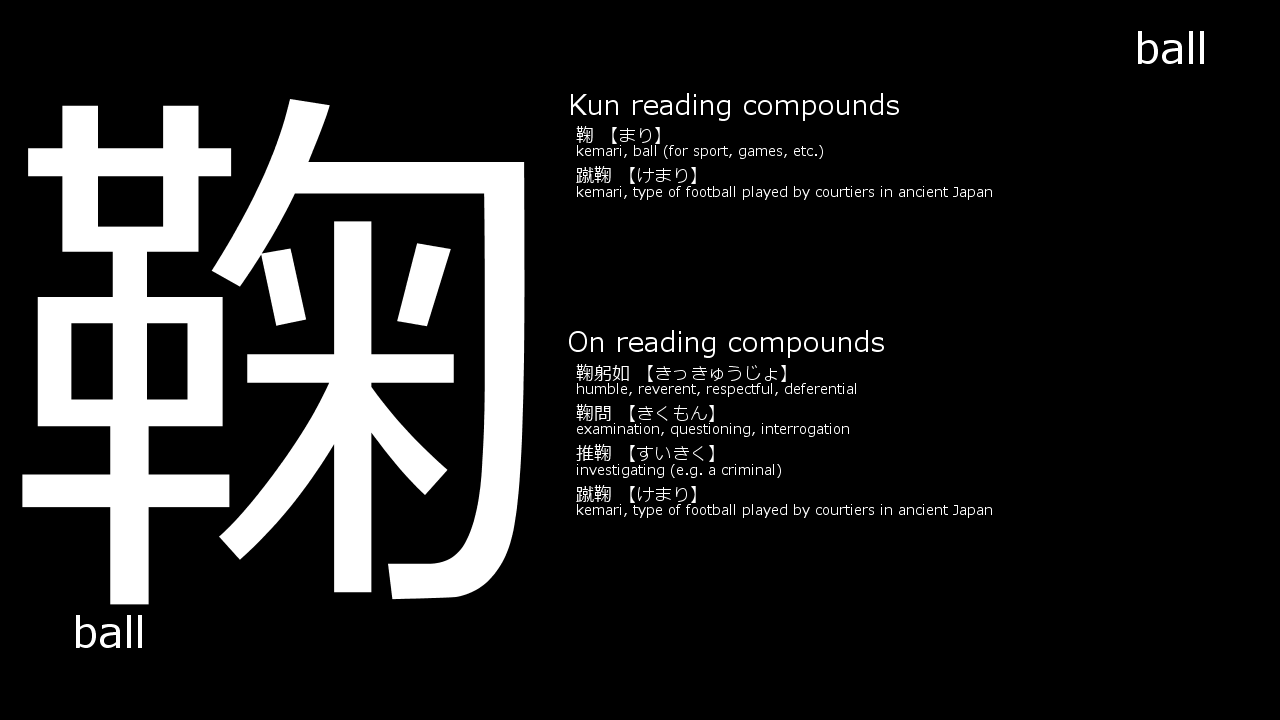 ball
鞠
ball
Kun reading compounds
鞠 【まり】
kemari, ball (for sport, games, etc.)
蹴鞠 【けまり】
kemari, type of football played by courtiers in ancient Japan
On reading compounds
鞠躬如 【きっきゅうじょ】
humble, reverent, respectful, deferential
鞠問 【きくもん】
examination, questioning, interrogation
推鞠 【すいきく】
investigating (e.g. a criminal)
蹴鞠 【けまり】
kemari, type of football played by courtiers in ancient Japan